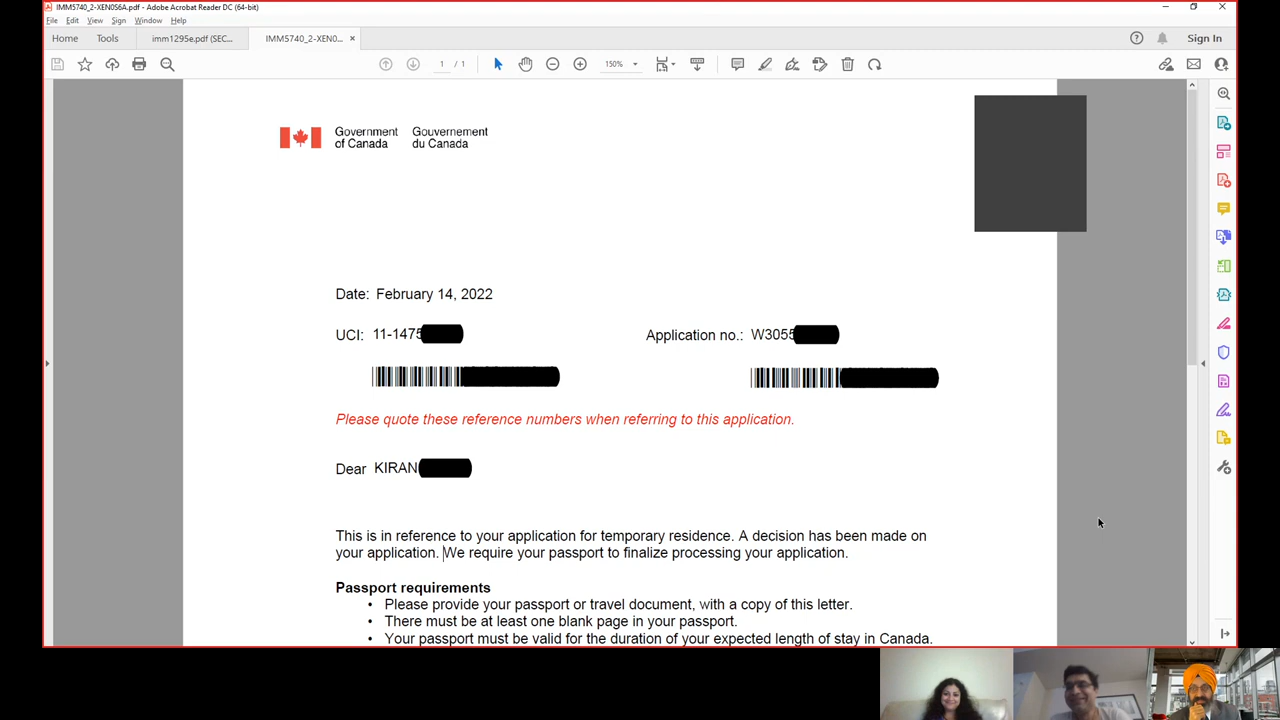 IMM5740_2-XEN0S6A.pdf - Adobe Acrobat Reader DC (64-bit)
File Edit View Sign Window Help
Home Tools imm1295e.pdf (SEC... IMM5740_2-XEN0... ×
Sign In
1 / 1 150%
Government of Canada
Gouvernement du Canada
Date: February 14, 2022
UCI: 11-1475
Application no.: W3055
Please quote these reference numbers when referring to this application.
Dear KIRAN
This is in reference to your application for temporary residence. A decision has been made on
your application. We require your passport to finalize processing your application.
Passport requirements
• Please provide your passport or travel document, with a copy of this letter.
• There must be at least one blank page in your passport.
• Your passport must be valid for the duration of your expected length of stay in Canada.